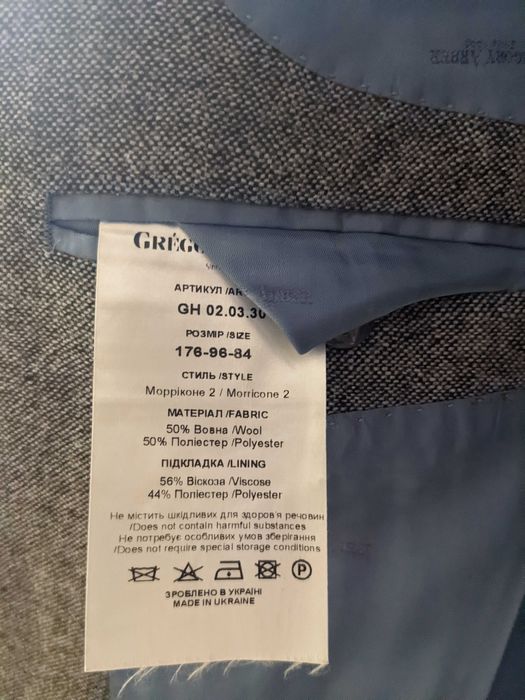 GRÉG
АРТИКУЛ /AR
GH 02.03.30
РОЗМІР /SIZE
176-96-84
СТИЛЬ /STYLE
Морріконе 2 / Morricone 2
МАТЕРІАЛ /FABRIC
50% Вовна /Wool
50% Поліестер /Polyester
ПІДКЛАДКА /LINING
56% Віскоза /Viscose
44% Поліестер /Polyester
Не містить шкідливих для здоров'я речовин
/Does not contain harmful substances
Не потребує особливих умов зберігання
/Does not require special storage conditions
P
ЗРОБЛЕНО В УКРАЇНІ
MADE IN UKRAINE